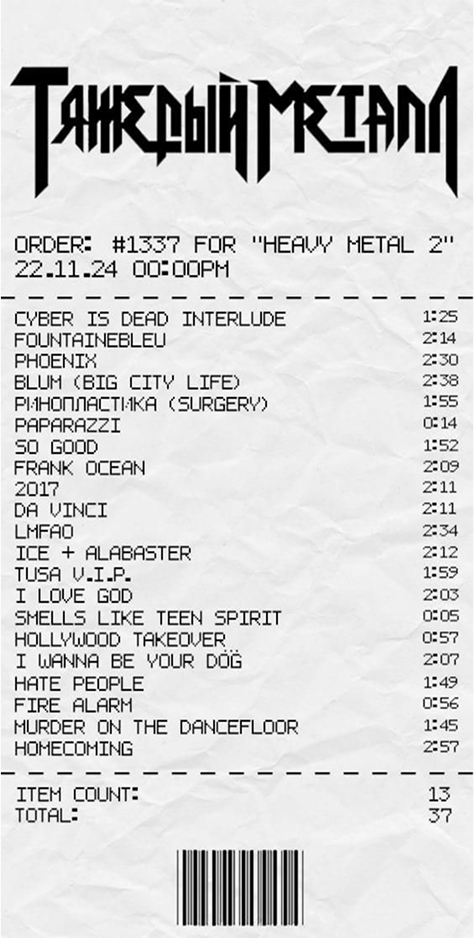 ТЯЖЕЛЫЙ МЕТАЛЛ
ORDER: #1337 FOR "HEAVY METAL 2"
22.11.24 00:00PM
CYBER IS DEAD INTERLUDE 1:25
FOUNTAINEBLEU 2:14
PHOENIX 2:30
BLUM (BIG CITY LIFE) 2:38
РИНОПЛАСТИКА (SURGERY) 1:55
PAPARAZZI 0:14
SO GOOD 1:52
FRANK OCEAN 2:09
2017 2:11
DA VINCI 2:11
LMFAO 2:34
ICE + ALABASTER 2:12
TUSA V.I.P. 1:59
I LOVE GOD 2:03
SMELLS LIKE TEEN SPIRIT 0:05
HOLLYWOOD TAKEOVER 0:57
I WANNA BE YOUR DÖG̈ 2:07
HATE PEOPLE 1:49
FIRE ALARM 0:56
MURDER ON THE DANCEFLOOR 1:45
HOMECOMING 2:57
ITEM COUNT: 13
TOTAL: 37